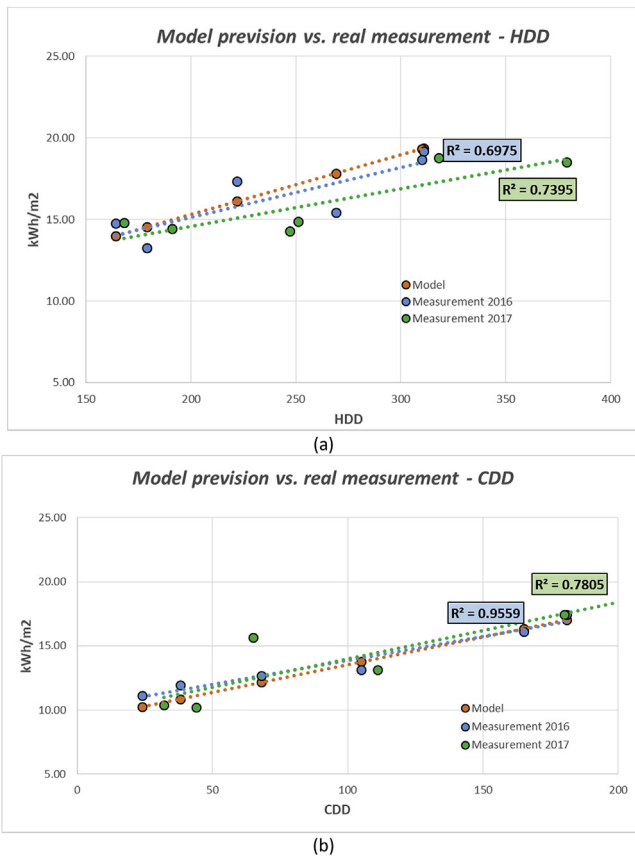 Model prevision vs. real measurement - HDD
25.00
20.00
15.00
10.00
5.00
kWh/m2
R² = 0.6975
R² = 0.7395
Model
Measurement 2016
Measurement 2017
150 200 250 300 350 400
HDD
(a)
Model prevision vs. real measurement - CDD
25.00
20.00
15.00
10.00
5.00
kWh/m2
R² = 0.7805
R² = 0.9559
Model
Measurement 2016
Measurement 2017
0 50 100 150 200
CDD
(b)